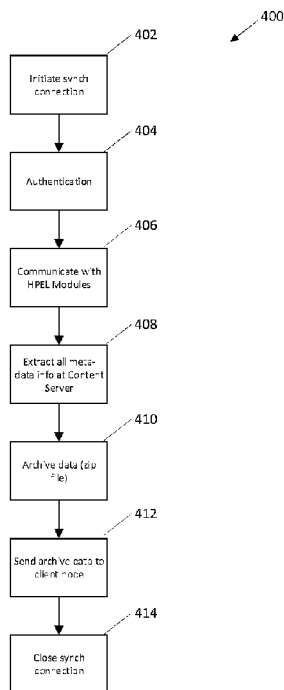 400
402
Initiate synch
connection
404
Authentication
406
Communicate with
HPEL Modules
408
Extract all meta-
data info at Content
Server
410
Archive data (zip
file)
412
Send archive data to
client node
414
Close synch
connection